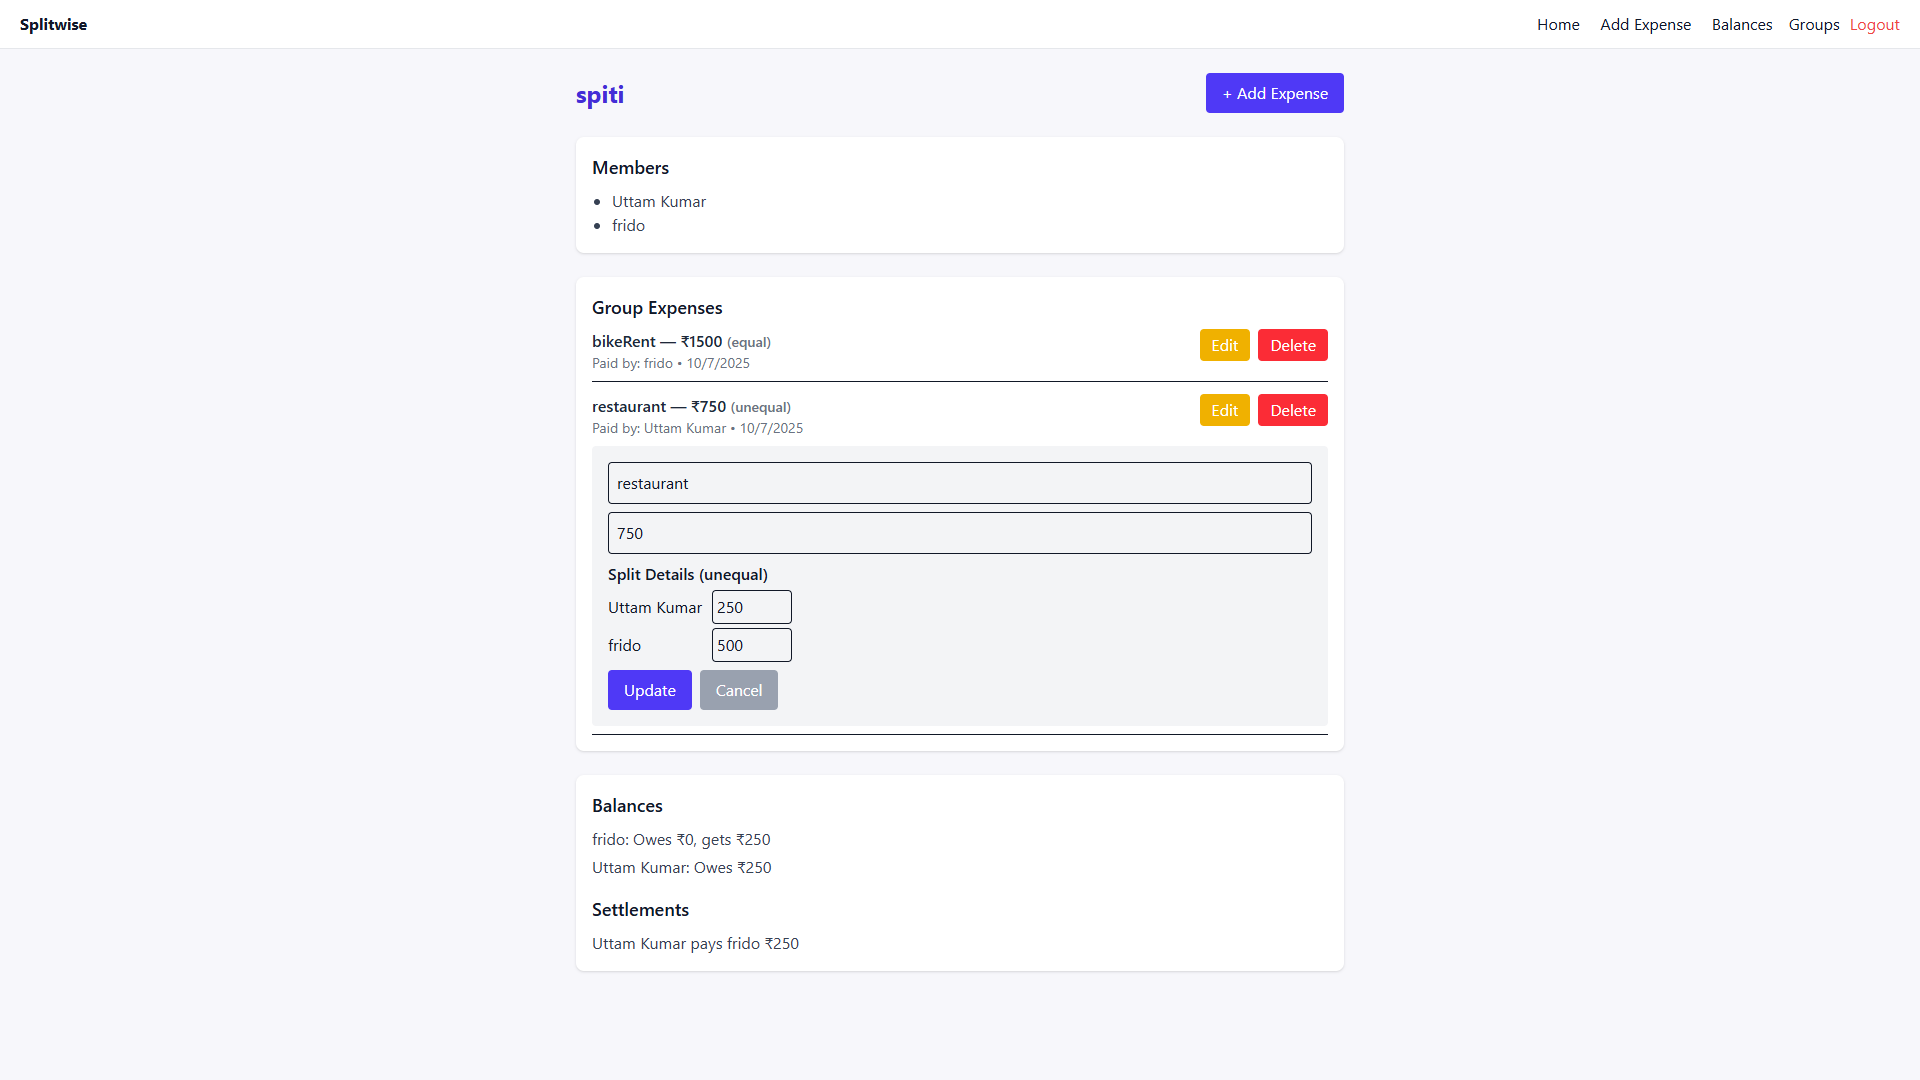 Splitwise
Home Add Expense Balances Groups Logout
spiti
+ Add Expense
Members
• Uttam Kumar
• frido
Group Expenses
bikeRent — ₹1500 (equal)
Paid by: frido • 10/7/2025
Edit Delete
restaurant — ₹750 (unequal)
Paid by: Uttam Kumar • 10/7/2025
Edit Delete
restaurant
750
Split Details (unequal)
Uttam Kumar 250
frido 500
Update Cancel
Balances
frido: Owes ₹0, gets ₹250
Uttam Kumar: Owes ₹250
Settlements
Uttam Kumar pays frido ₹250